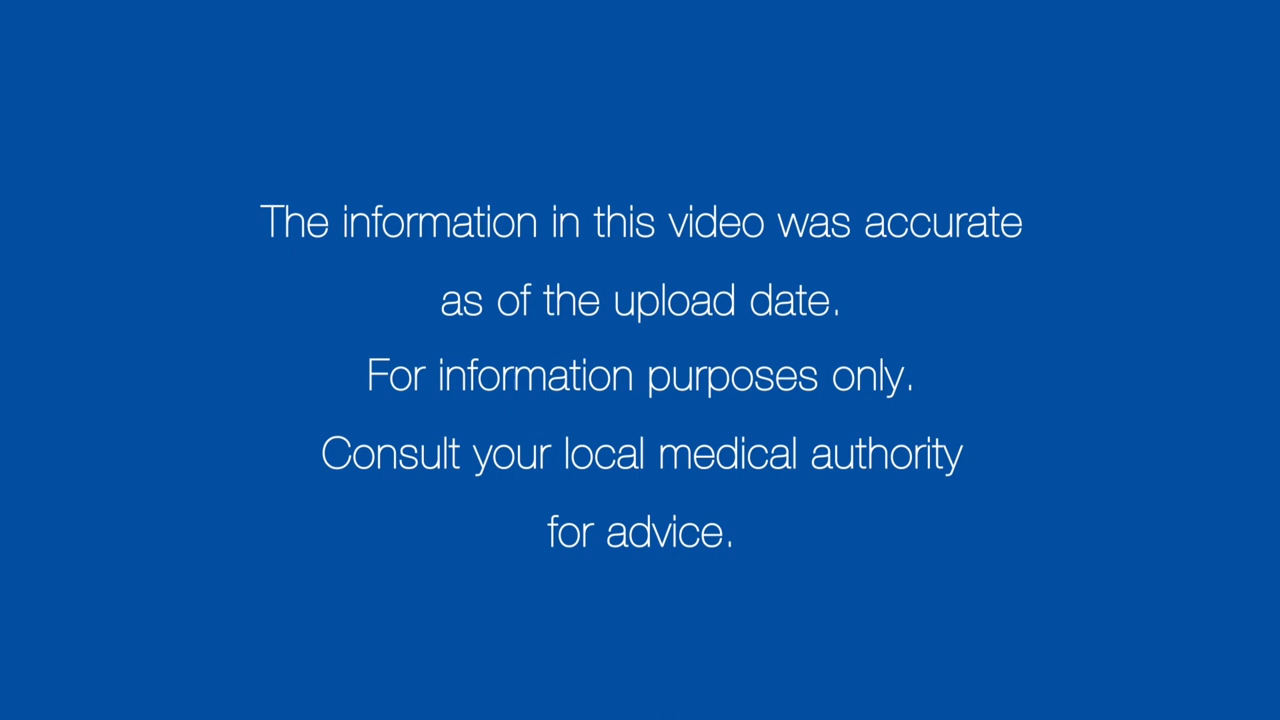 The information in this video was accurate
as of the upload date.
For information purposes only.
Consult your local medical authority
for advice.